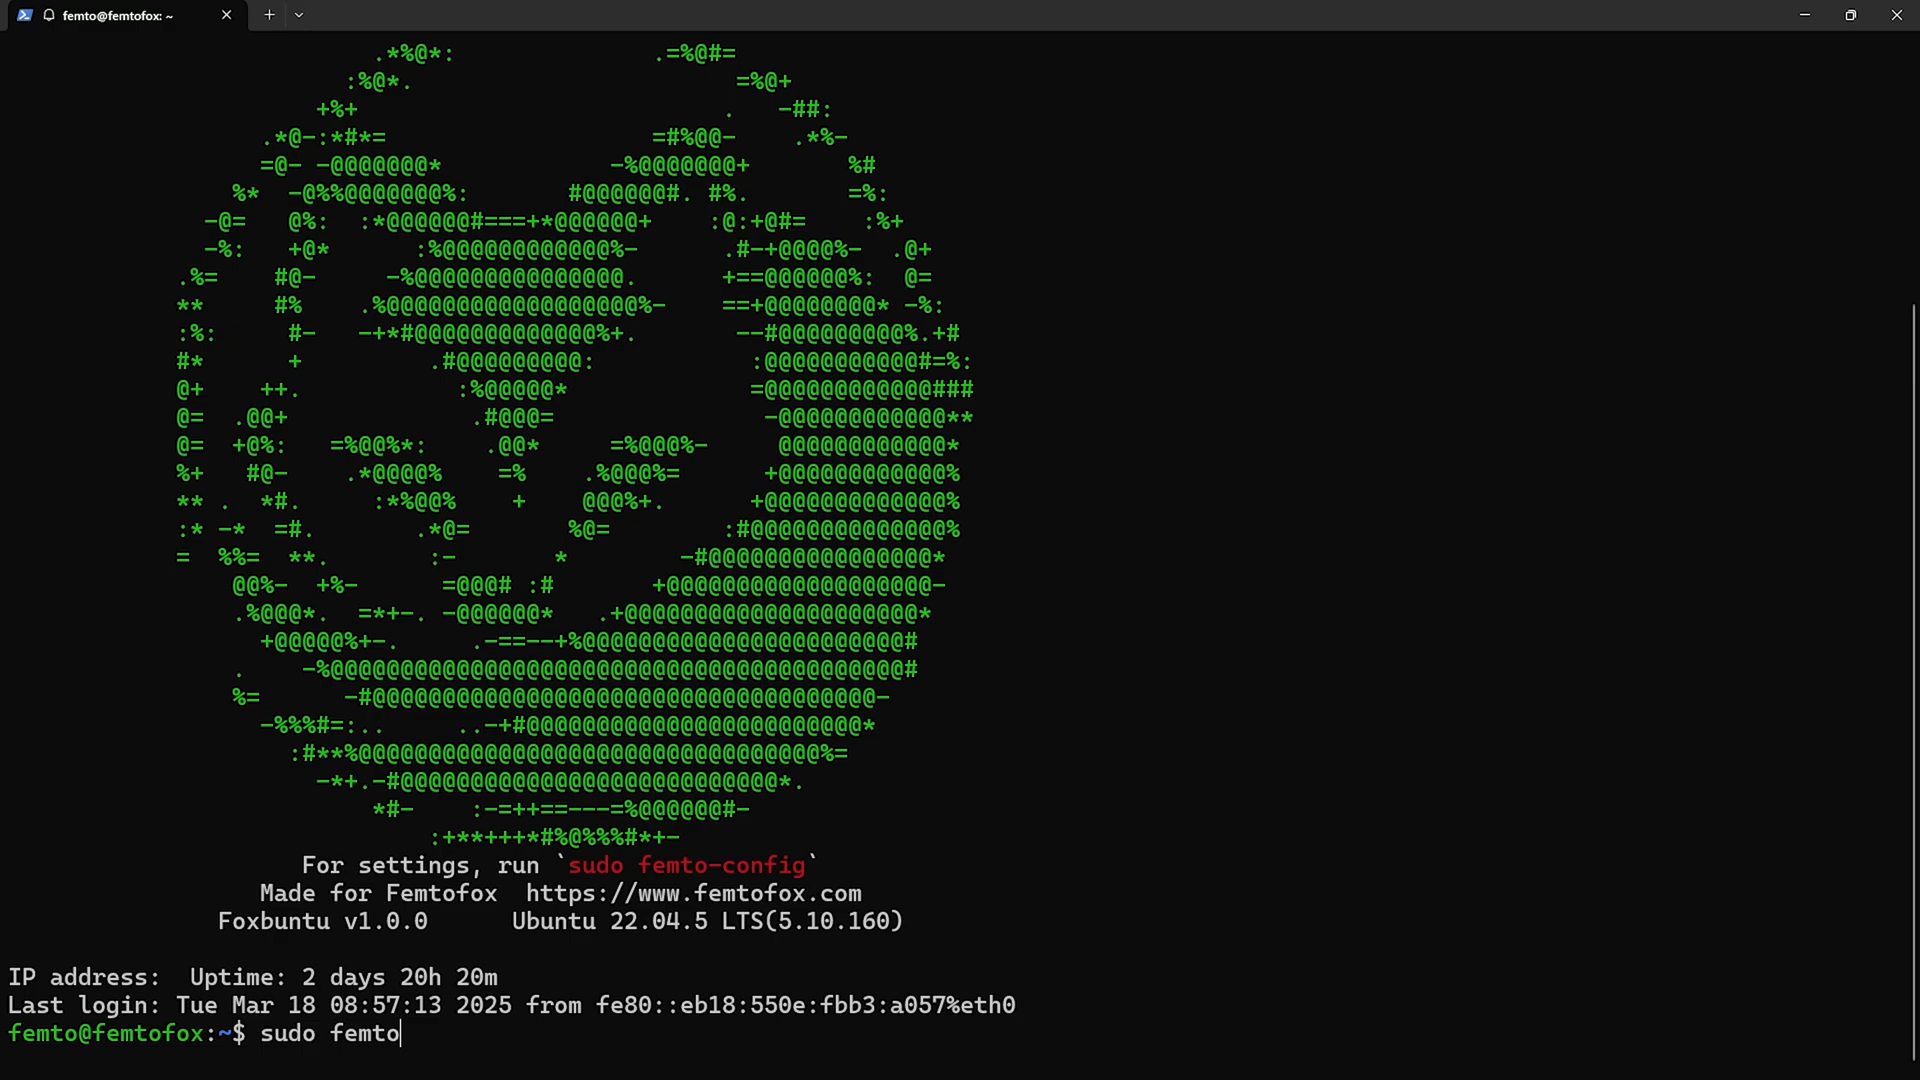 femto@femtofox: ~
For settings, run `sudo femto-config`
Made for Femtofox  https://www.femtofox.com
Foxbuntu v1.0.0      Ubuntu 22.04.5 LTS(5.10.160)
IP address:  Uptime: 2 days 20h 20m
Last login: Tue Mar 18 08:57:13 2025 from fe80::eb18:550e:fbb3:a057%eth0
femto@femtofox:~$ sudo femto